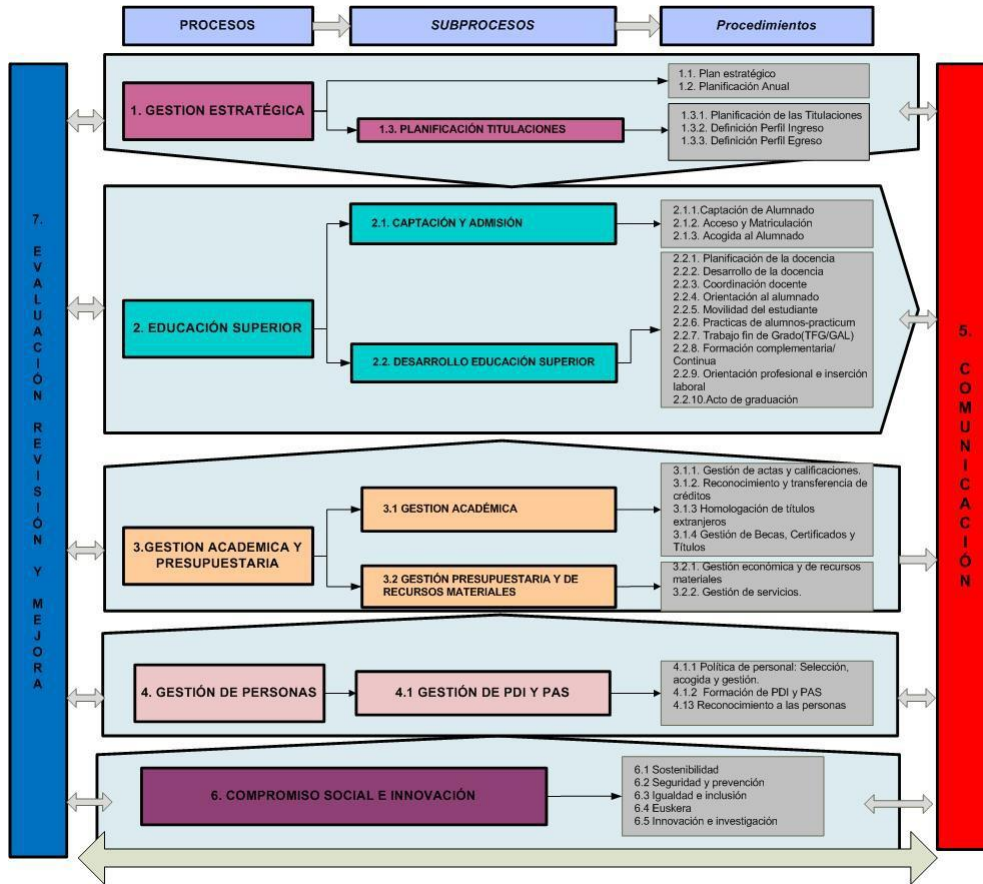 PROCESOS
SUBPROCESOS
Procedimientos
1. GESTION ESTRATÉGICA
1.1. Plan estratégico
1.2. Planificación Anual
1.3. PLANIFICACIÓN TITULACIONES
1.3.1. Planificación de las Titulaciones
1.3.2. Definición Perfil Ingreso
1.3.3. Definición Perfil Egreso
7. EVALUACIÓN REVISIÓN Y MEJORA
2. EDUCACIÓN SUPERIOR
2.1. CAPTACIÓN Y ADMISIÓN
2.1.1.Captación de Alumnado
2.1.2. Acceso y Matriculación
2.1.3. Acogida al Alumnado
2.2. DESARROLLO EDUCACIÓN SUPERIOR
2.2.1. Planificación de la docencia
2.2.2. Desarrollo de la docencia
2.2.3. Coordinación docente
2.2.4. Orientación al alumnado
2.2.5. Movilidad del estudiante
2.2.6. Practicas de alumnos-practicum
2.2.7. Trabajo fin de Grado(TFG/GAL)
2.2.8. Formación complementaria/
Continua
2.2.9. Orientación profesional e inserción
laboral
2.2.10.Acto de graduación
5. COMUNICACIÓN
3.GESTION ACADEMICA Y
PRESUPUESTARIA
3.1 GESTION ACADÉMICA
3.1.1. Gestión de actas y calificaciones.
3.1.2. Reconocimiento y transferencia de
créditos
3.1.3 Homologación de títulos
extranjeros
3.1.4 Gestión de Becas, Certificados y
Títulos
3.2 GESTIÓN PRESUPUESTARIA Y DE
RECURSOS MATERIALES
3.2.1. Gestión económica y de recursos
materiales
3.2.2. Gestión de servicios.
4. GESTIÓN DE PERSONAS
4.1 GESTIÓN DE PDI Y PAS
4.1.1 Política de personal: Selección,
acogida y gestión.
4.1.2 Formación de PDI y PAS
4.13 Reconocimiento a las personas
6. COMPROMISO SOCIAL E INNOVACIÓN
6.1 Sostenibilidad
6.2 Seguridad y prevención
6.3 Igualdad e inclusión
6.4 Euskera
6.5 Innovación e investigación